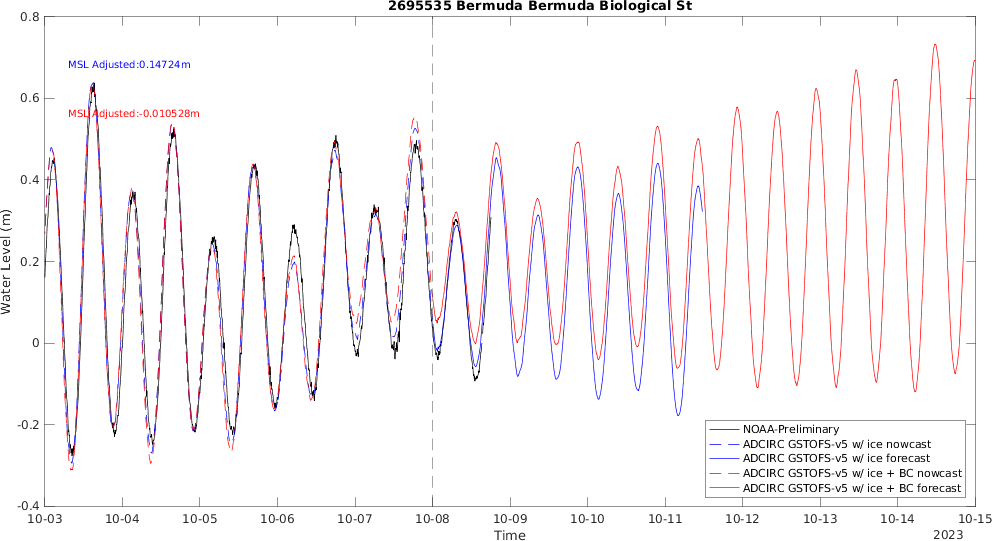 2695535 Bermuda Bermuda Biological St
0.8
0.6
0.4
0.2
0
-0.2
-0.4
Water Level (m)
MSL Adjusted:0.14724m
MSL Adjusted:-0.010528m
NOAA-Preliminary
ADCIRC GSTOFS-v5 w/ ice nowcast
ADCIRC GSTOFS-v5 w/ ice forecast
ADCIRC GSTOFS-v5 w/ ice + BC nowcast
ADCIRC GSTOFS-v5 w/ ice + BC forecast
10-03 10-04 10-05 10-06 10-07 10-08 10-09 10-10 10-11 10-12 10-13 10-14 10-15
Time
2023